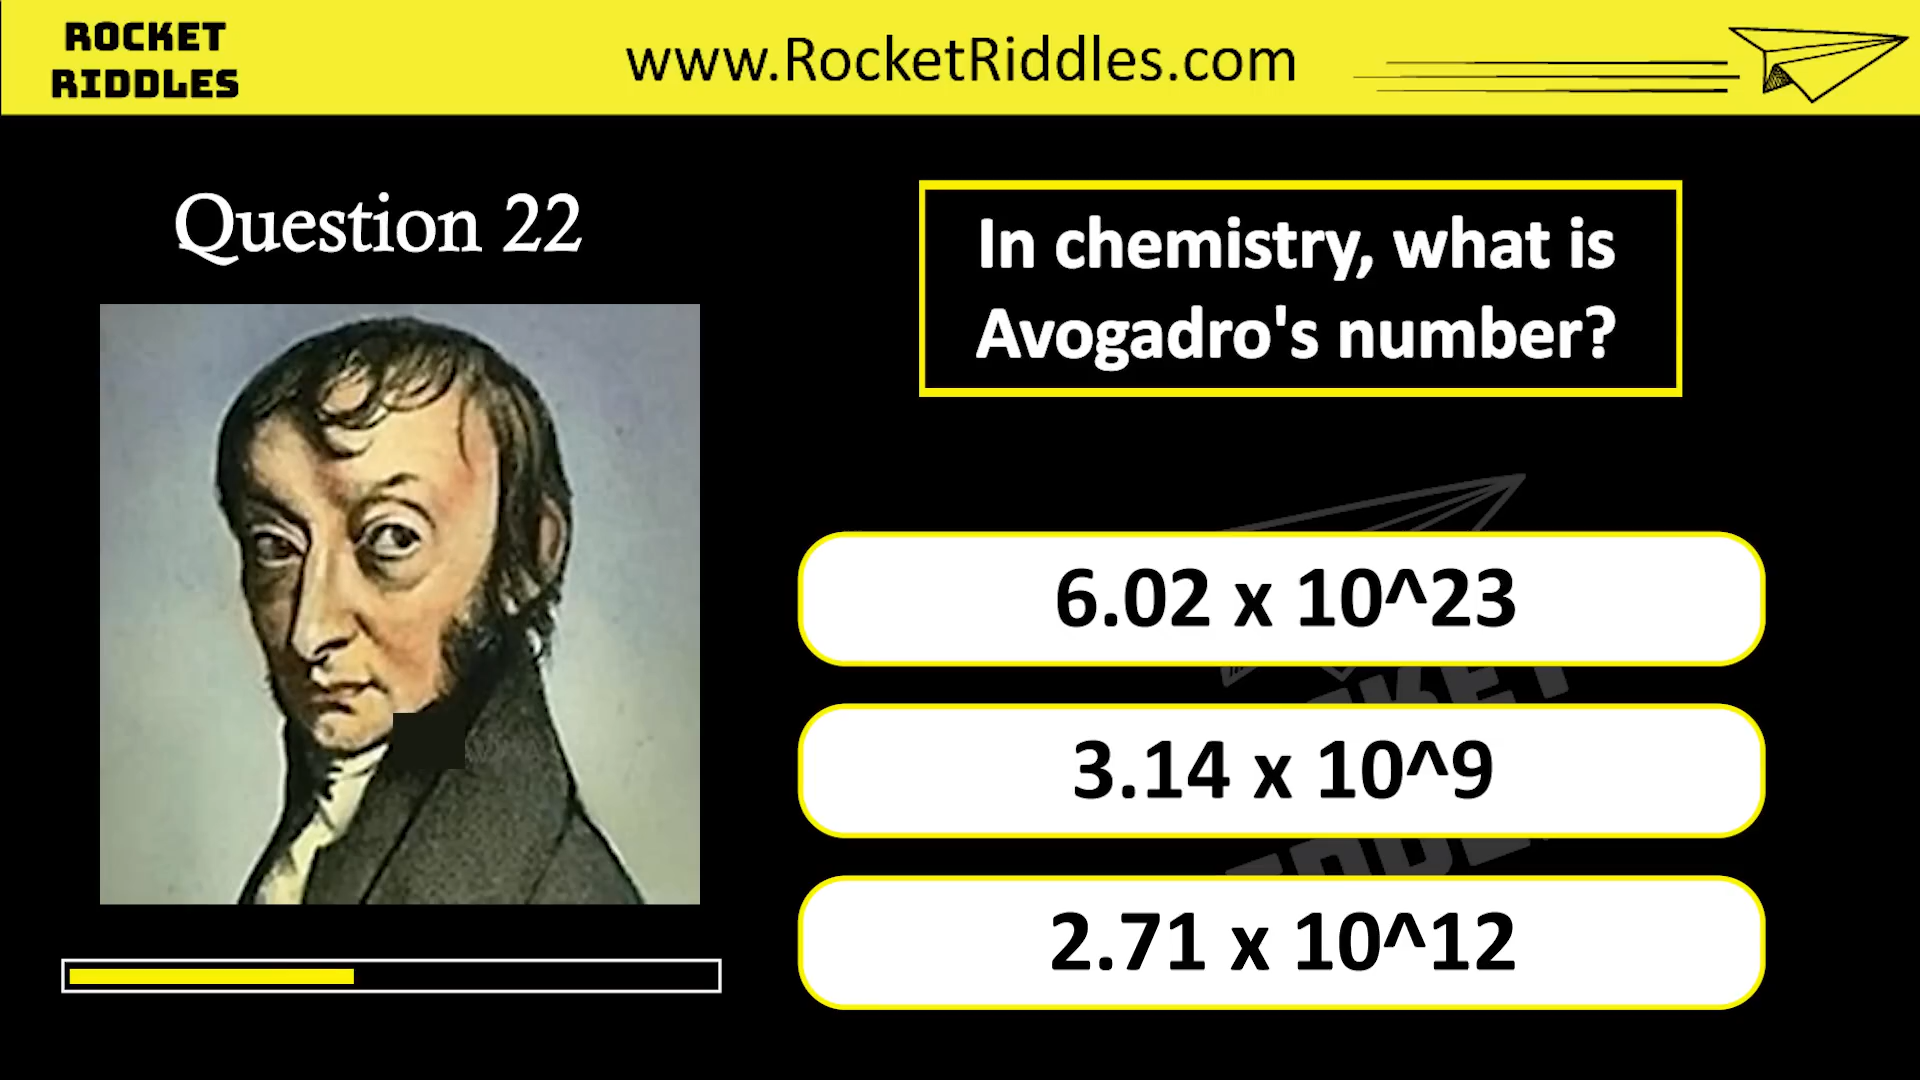 ROCKET
RIDDLES
www.RocketRiddles.com
Question 22
In chemistry, what is
Avogadro's number?
6.02 x 10^23
3.14 x 10^9
2.71 x 10^12